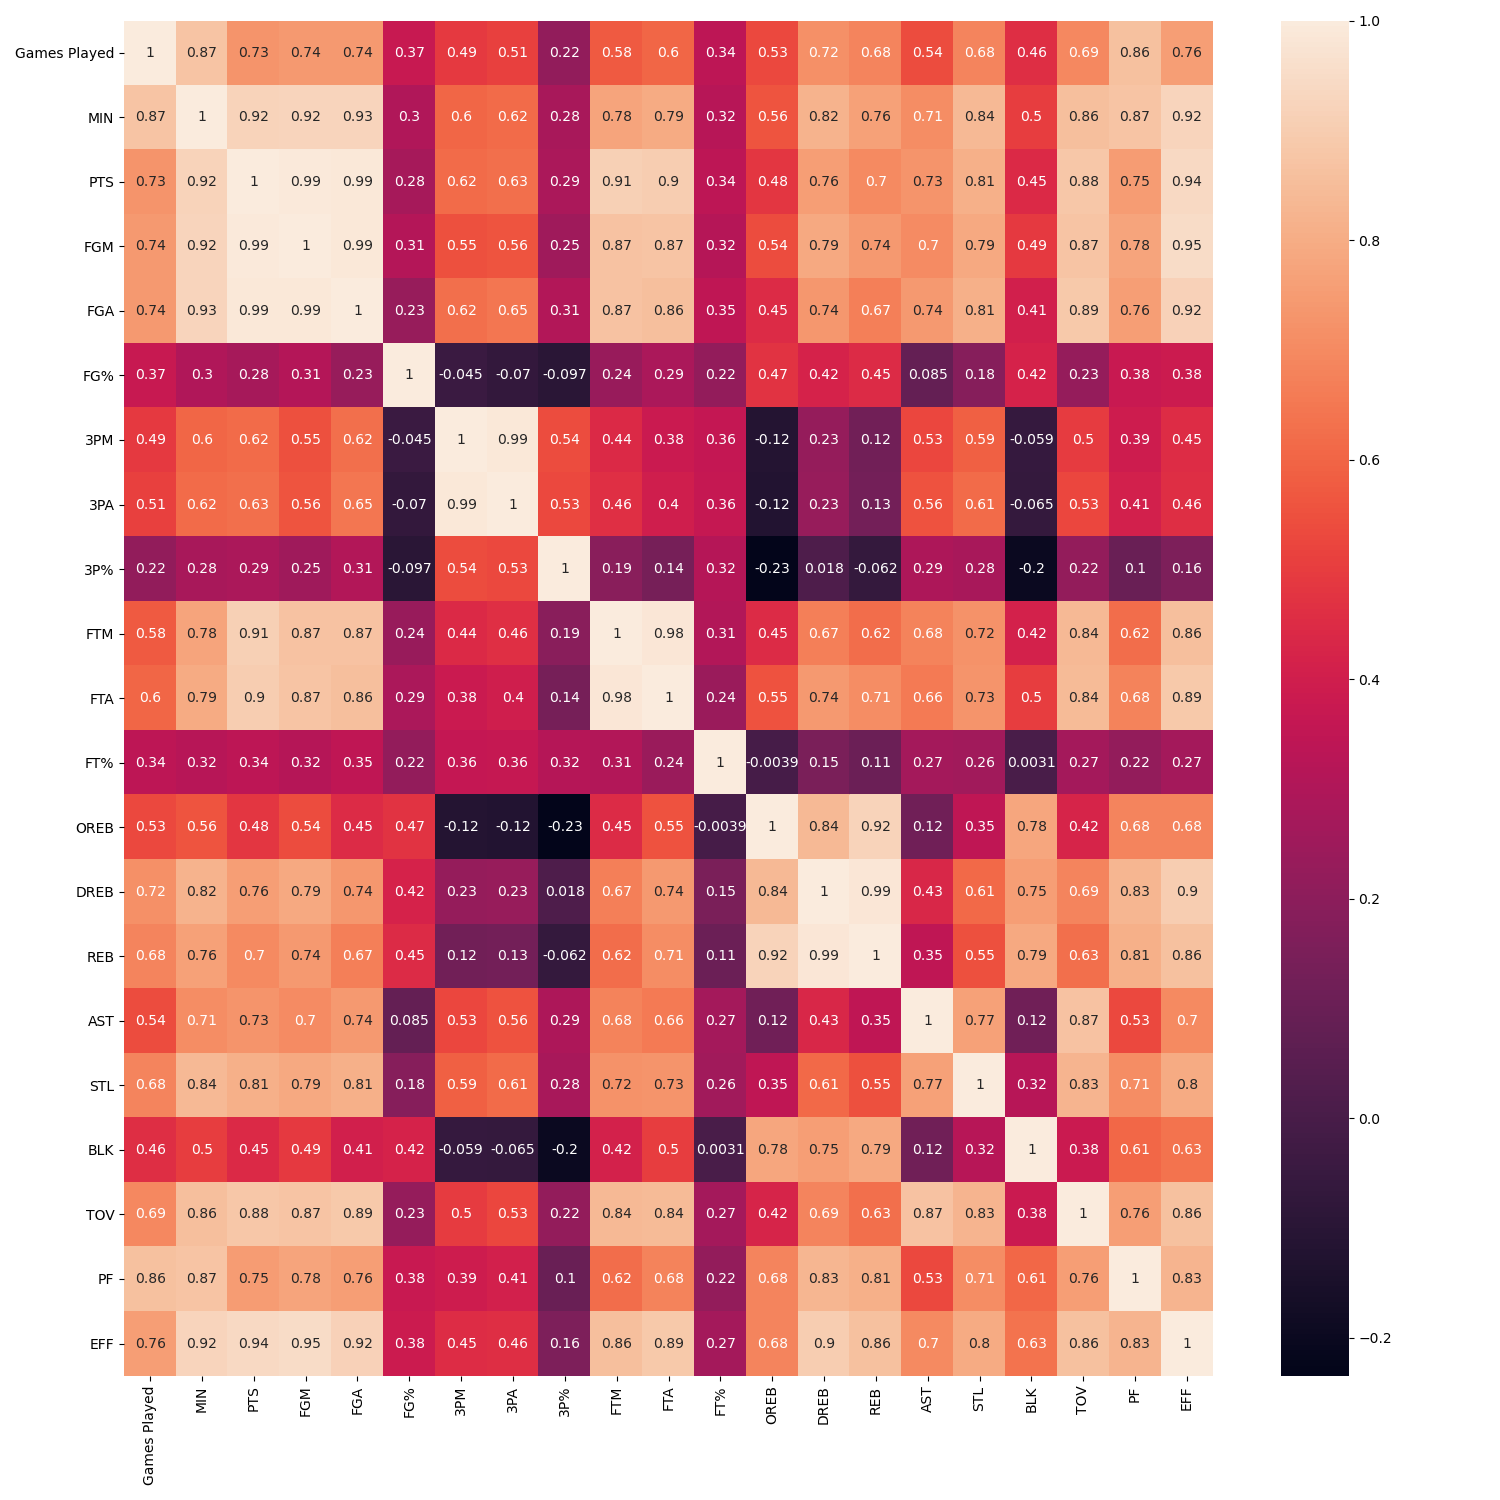 Games Played 1 0.87 0.73 0.74 0.74 0.37 0.49 0.51 0.22 0.58 0.6 0.34 0.53 0.72 0.68 0.54 0.68 0.46 0.69 0.86 0.76
MIN 0.87 1 0.92 0.92 0.93 0.3 0.6 0.62 0.28 0.78 0.79 0.32 0.56 0.82 0.76 0.71 0.84 0.5 0.86 0.87 0.92
PTS 0.73 0.92 1 0.99 0.99 0.28 0.62 0.63 0.29 0.91 0.9 0.34 0.48 0.76 0.7 0.73 0.81 0.45 0.88 0.75 0.94
FGM 0.74 0.92 0.99 1 0.99 0.31 0.55 0.56 0.25 0.87 0.87 0.32 0.54 0.79 0.74 0.7 0.79 0.49 0.87 0.78 0.95
FGA 0.74 0.93 0.99 0.99 1 0.23 0.62 0.65 0.31 0.87 0.86 0.35 0.45 0.74 0.67 0.74 0.81 0.41 0.89 0.76 0.92
FG% 0.37 0.3 0.28 0.31 0.23 1 -0.045 -0.07 -0.097 0.24 0.29 0.22 0.47 0.42 0.45 0.085 0.18 0.42 0.23 0.38 0.38
3PM 0.49 0.6 0.62 0.55 0.62 -0.045 1 0.99 0.54 0.44 0.38 0.36 -0.12 0.23 0.12 0.53 0.59 -0.059 0.5 0.39 0.45
3PA 0.51 0.62 0.63 0.56 0.65 -0.07 0.99 1 0.53 0.46 0.4 0.36 -0.12 0.23 0.13 0.56 0.61 -0.065 0.53 0.41 0.46
3P% 0.22 0.28 0.29 0.25 0.31 -0.097 0.54 0.53 1 0.19 0.14 0.32 -0.23 0.018 -0.062 0.29 0.28 -0.2 0.22 0.1 0.16
FTM 0.58 0.78 0.91 0.87 0.87 0.24 0.44 0.46 0.19 1 0.98 0.31 0.45 0.67 0.62 0.68 0.72 0.42 0.84 0.62 0.86
FTA 0.6 0.79 0.9 0.87 0.86 0.29 0.38 0.4 0.14 0.98 1 0.24 0.55 0.74 0.71 0.66 0.73 0.5 0.84 0.68 0.89
FT% 0.34 0.32 0.34 0.32 0.35 0.22 0.36 0.36 0.32 0.31 0.24 1 -0.0039 0.15 0.11 0.27 0.26 0.0031 0.27 0.22 0.27
OREB 0.53 0.56 0.48 0.54 0.45 0.47 -0.12 -0.12 -0.23 0.45 0.55 -0.0039 1 0.84 0.92 0.12 0.35 0.78 0.42 0.68 0.68
DREB 0.72 0.82 0.76 0.79 0.74 0.42 0.23 0.23 0.018 0.67 0.74 0.15 0.84 1 0.99 0.43 0.61 0.75 0.69 0.83 0.9
REB 0.68 0.76 0.7 0.74 0.67 0.45 0.12 0.13 -0.062 0.62 0.71 0.11 0.92 0.99 1 0.35 0.55 0.79 0.63 0.81 0.86
AST 0.54 0.71 0.73 0.7 0.74 0.085 0.53 0.56 0.29 0.68 0.66 0.27 0.12 0.43 0.35 1 0.77 0.12 0.87 0.53 0.7
STL 0.68 0.84 0.81 0.79 0.81 0.18 0.59 0.61 0.28 0.72 0.73 0.26 0.35 0.61 0.55 0.77 1 0.32 0.83 0.71 0.8
BLK 0.46 0.5 0.45 0.49 0.41 0.42 -0.059 -0.065 -0.2 0.42 0.5 0.0031 0.78 0.75 0.79 0.12 0.32 1 0.38 0.61 0.63
TOV 0.69 0.86 0.88 0.87 0.89 0.23 0.5 0.53 0.22 0.84 0.84 0.27 0.42 0.69 0.63 0.87 0.83 0.38 1 0.76 0.86
PF 0.86 0.87 0.75 0.78 0.76 0.38 0.39 0.41 0.1 0.62 0.68 0.22 0.68 0.83 0.81 0.53 0.71 0.61 0.76 1 0.83
EFF 0.76 0.92 0.94 0.95 0.92 0.38 0.45 0.46 0.16 0.86 0.89 0.27 0.68 0.9 0.86 0.7 0.8 0.63 0.86 0.83 1
Games Played MIN PTS FGM FGA FG% 3PM 3PA 3P% FTM FTA FT% OREB DREB REB AST STL BLK TOV PF EFF
1.0
0.8
0.6
0.4
0.2
0.0
−0.2